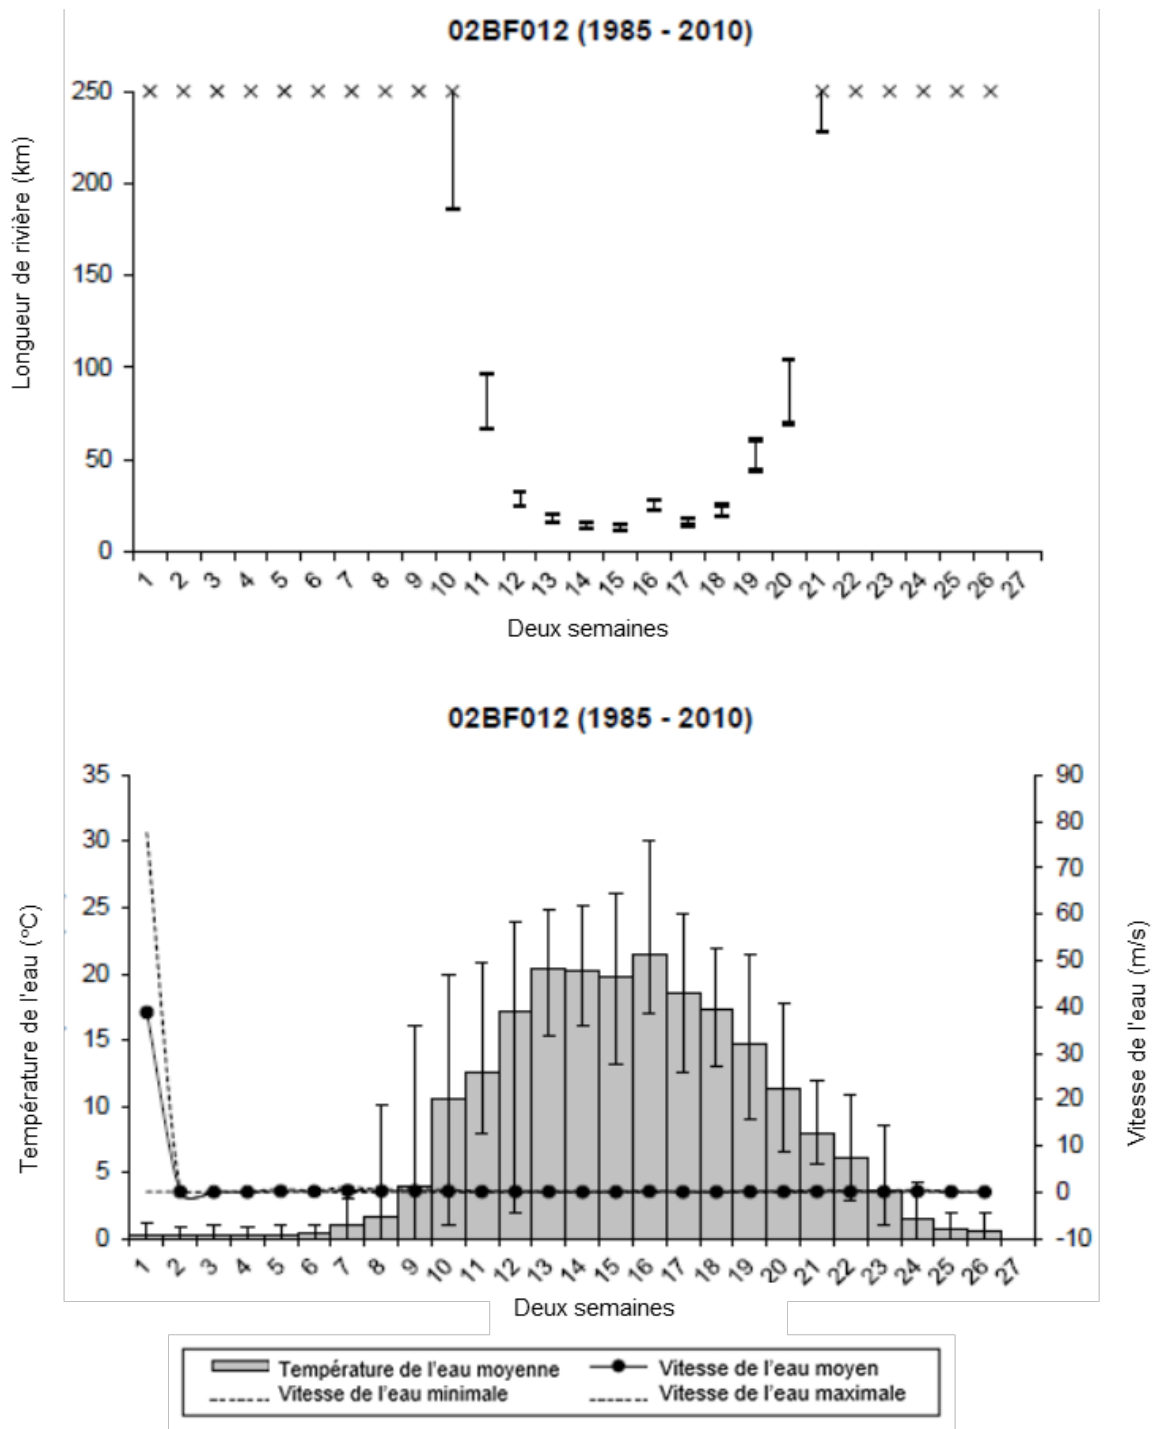 02BF012 (1985 - 2010)
Longueur de rivière (km)
250
200
150
100
50
0
1 2 3 4 5 6 7 8 9 10 11 12 13 14 15 16 17 18 19 20 21 22 23 24 25 26 27
Deux semaines
02BF012 (1985 - 2010)
Température de l'eau (°C)
35
30
25
20
15
10
5
0
90
80
70
60
50
40
30
20
10
0
-10
Vitesse de l'eau (m/s)
1 2 3 4 5 6 7 8 9 10 11 12 13 14 15 16 17 18 19 20 21 22 23 24 25 26 27
Deux semaines
Température de l'eau moyenne
Vitesse de l'eau moyen
Vitesse de l'eau minimale
Vitesse de l'eau maximale